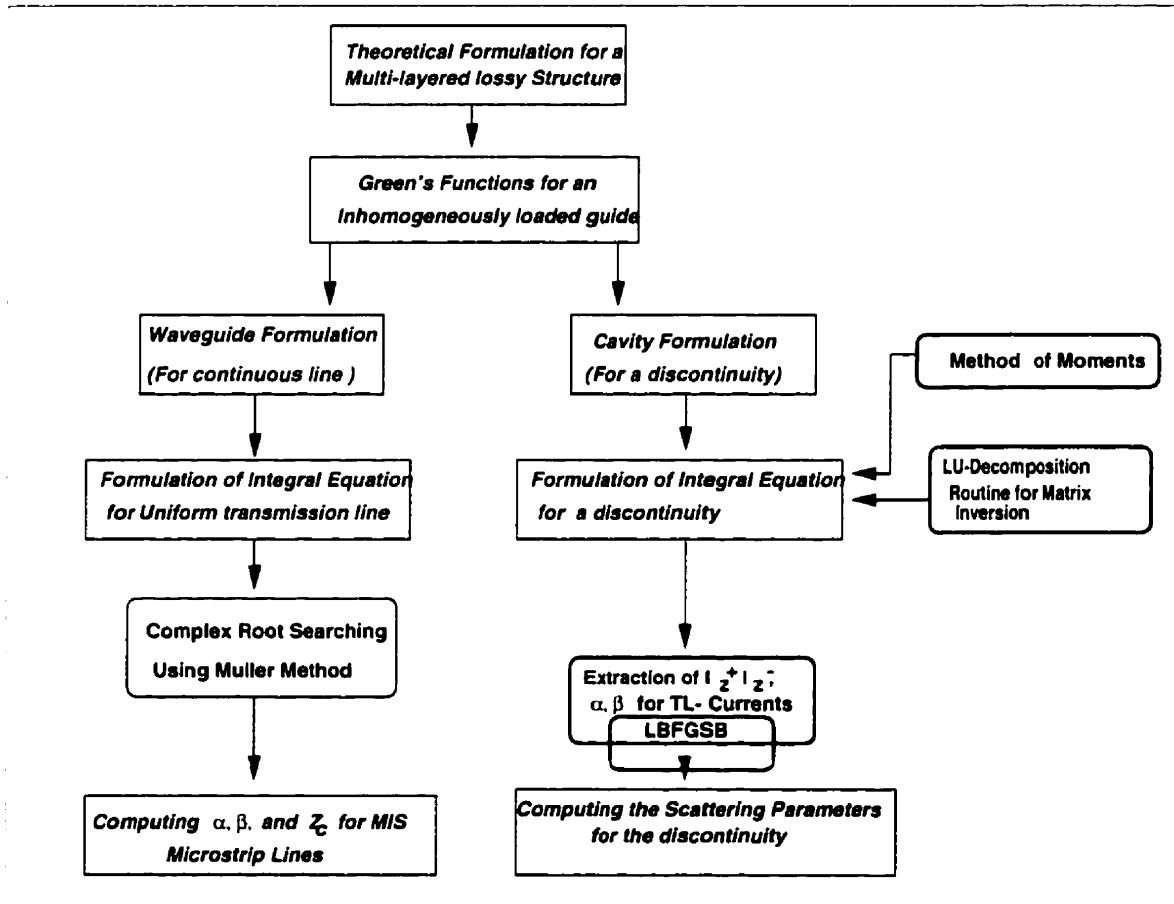 Theoretical Formulation for a
Multi-layered lossy Structure
Green's Functions for an
Inhomogeneously loaded guide
Waveguide Formulation
(For continuous line )
Cavity Formulation
(For a discontinuity)
Method of Moments
Formulation of Integral Equation
for Uniform transmission line
Formulation of Integral Equation
for a discontinuity
LU-Decomposition
Routine for Matrix
Inversion
Complex Root Searching
Using Muller Method
Extraction of I z + I z - ;
α, β for TL- Currents
LBFGSB
Computing α, β, and Zc for MIS
Microstrip Lines
Computing the Scattering Parameters
for the discontinuity